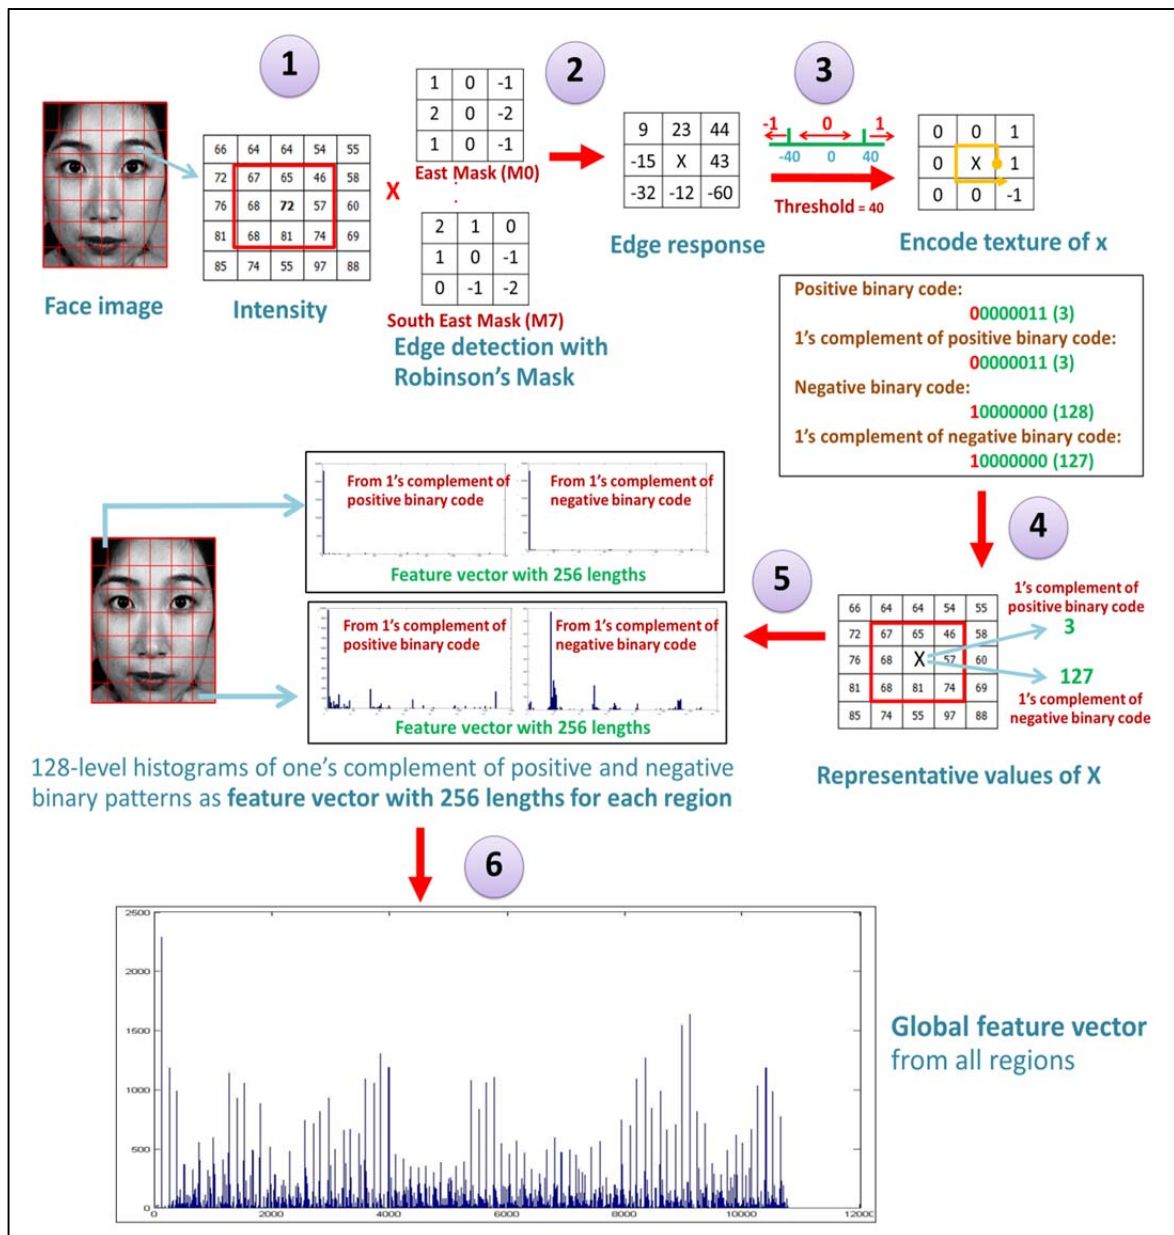 1
2
3
1 0 -1
2 0 -2
1 0 -1
East Mask (M0)
66 64 64 54 55
72 67 65 46 58
76 68 72 57 60
81 68 81 74 69
85 74 55 97 88
X
2 1 0
1 0 -1
0 -1 -2
South East Mask (M7)
9 23 44
-15 X 43
-32 -12 -60
-1 0 1
-40 0 40
Threshold = 40
0 0 1
0 X 1
0 0 -1
Face image
Intensity
Edge detection with
Robinson's Mask
Edge response
Encode texture of x
Positive binary code:
00000011 (3)
1's complement of positive binary code:
00000011 (3)
Negative binary code:
10000000 (128)
1's complement of negative binary code:
10000000 (127)
4
From 1's complement of
positive binary code
From 1's complement of
negative binary code
Feature vector with 256 lengths
5
From 1's complement of
positive binary code
From 1's complement of
negative binary code
Feature vector with 256 lengths
66 64 64 54 55
72 67 65 46 58
76 68 X 57 60
81 68 81 74 69
85 74 55 97 88
1's complement of
positive binary code
3
127
1's complement of
negative binary code
Representative values of X
128-level histograms of one's complement of positive and negative
binary patterns as feature vector with 256 lengths for each region
6
2500
2000
1500
1000
500
0
0 2000 4000 6000 8000 10000 12000
Global feature vector
from all regions